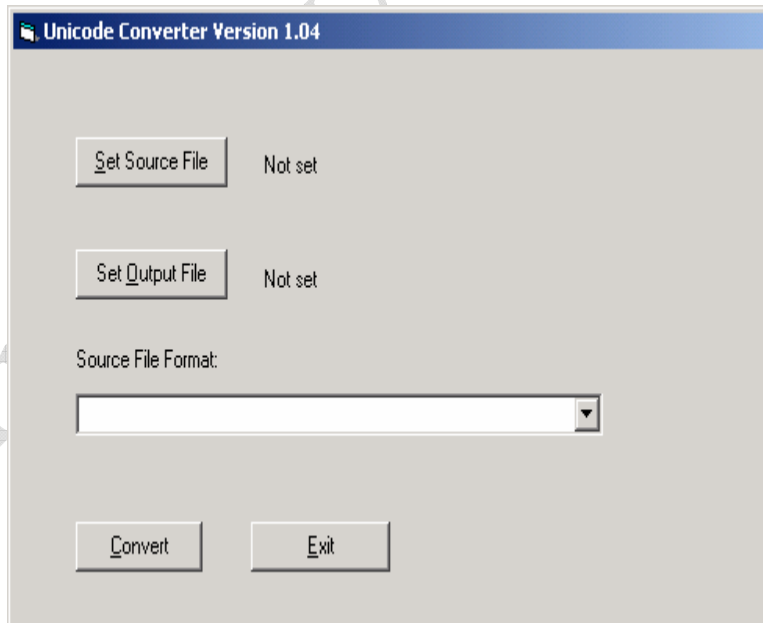 Unicode Converter Version 1.04
Set Source File Not set
Set Output File Not set
Source File Format:
Convert Exit